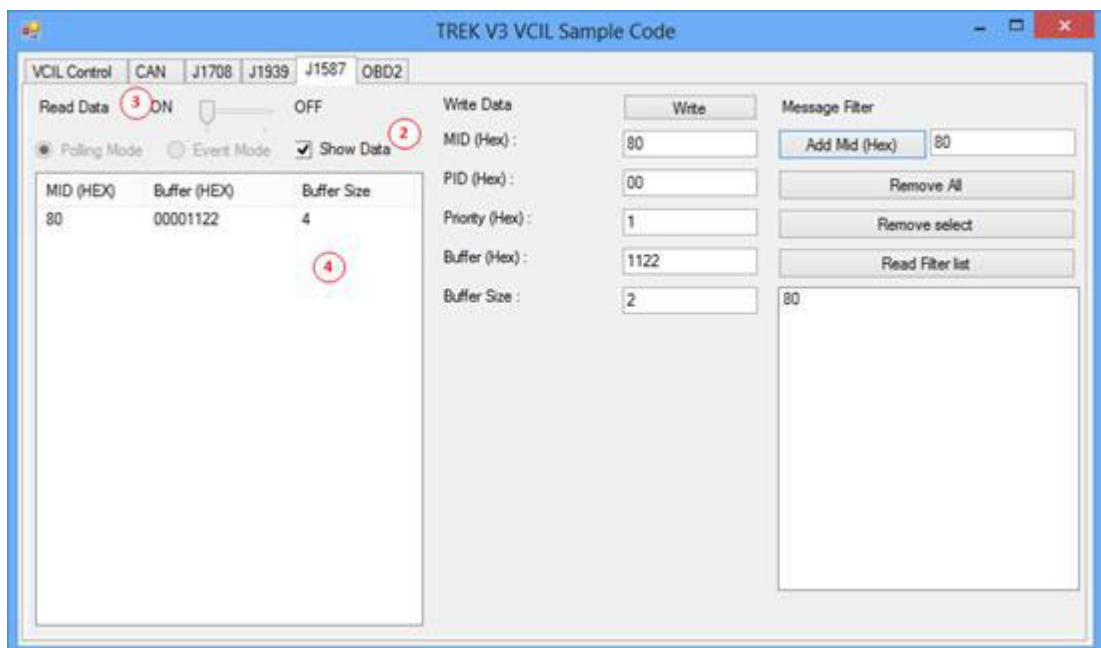 TREK V3 VCIL Sample Code
VCIL Control CAN J1708 J1939 J1587 OBD2
Read Data 3 ON OFF
2
Polling Mode Event Mode Show Data
MID (HEX) Buffer (HEX) Buffer Size
80 00001122 4
4
Write Data Write
MID (Hex) : 80
PID (Hex) : 00
Priority (Hex) : 1
Buffer (Hex) : 1122
Buffer Size : 2
Message Filter
Add Mid (Hex) 80
Remove All
Remove select
Read Filter list
80